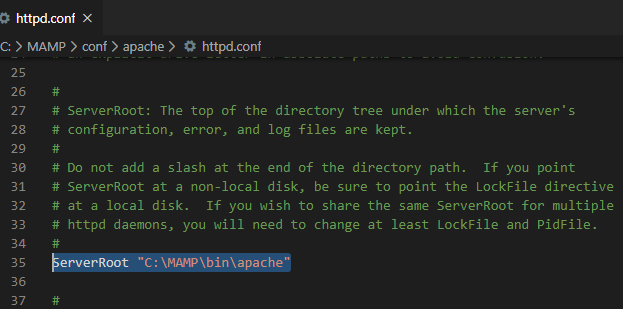 httpd.conf ×
C: > MAMP > conf > apache > httpd.conf
25
26 #
27 # ServerRoot: The top of the directory tree under which the server's
28 # configuration, error, and log files are kept.
29 #
30 # Do not add a slash at the end of the directory path.  If you point
31 # ServerRoot at a non-local disk, be sure to point the LockFile directive
32 # at a local disk.  If you wish to share the same ServerRoot for multiple
33 # httpd daemons, you will need to change at least LockFile and PidFile.
34 #
35 ServerRoot "C:\MAMP\bin\apache"
36
37 #